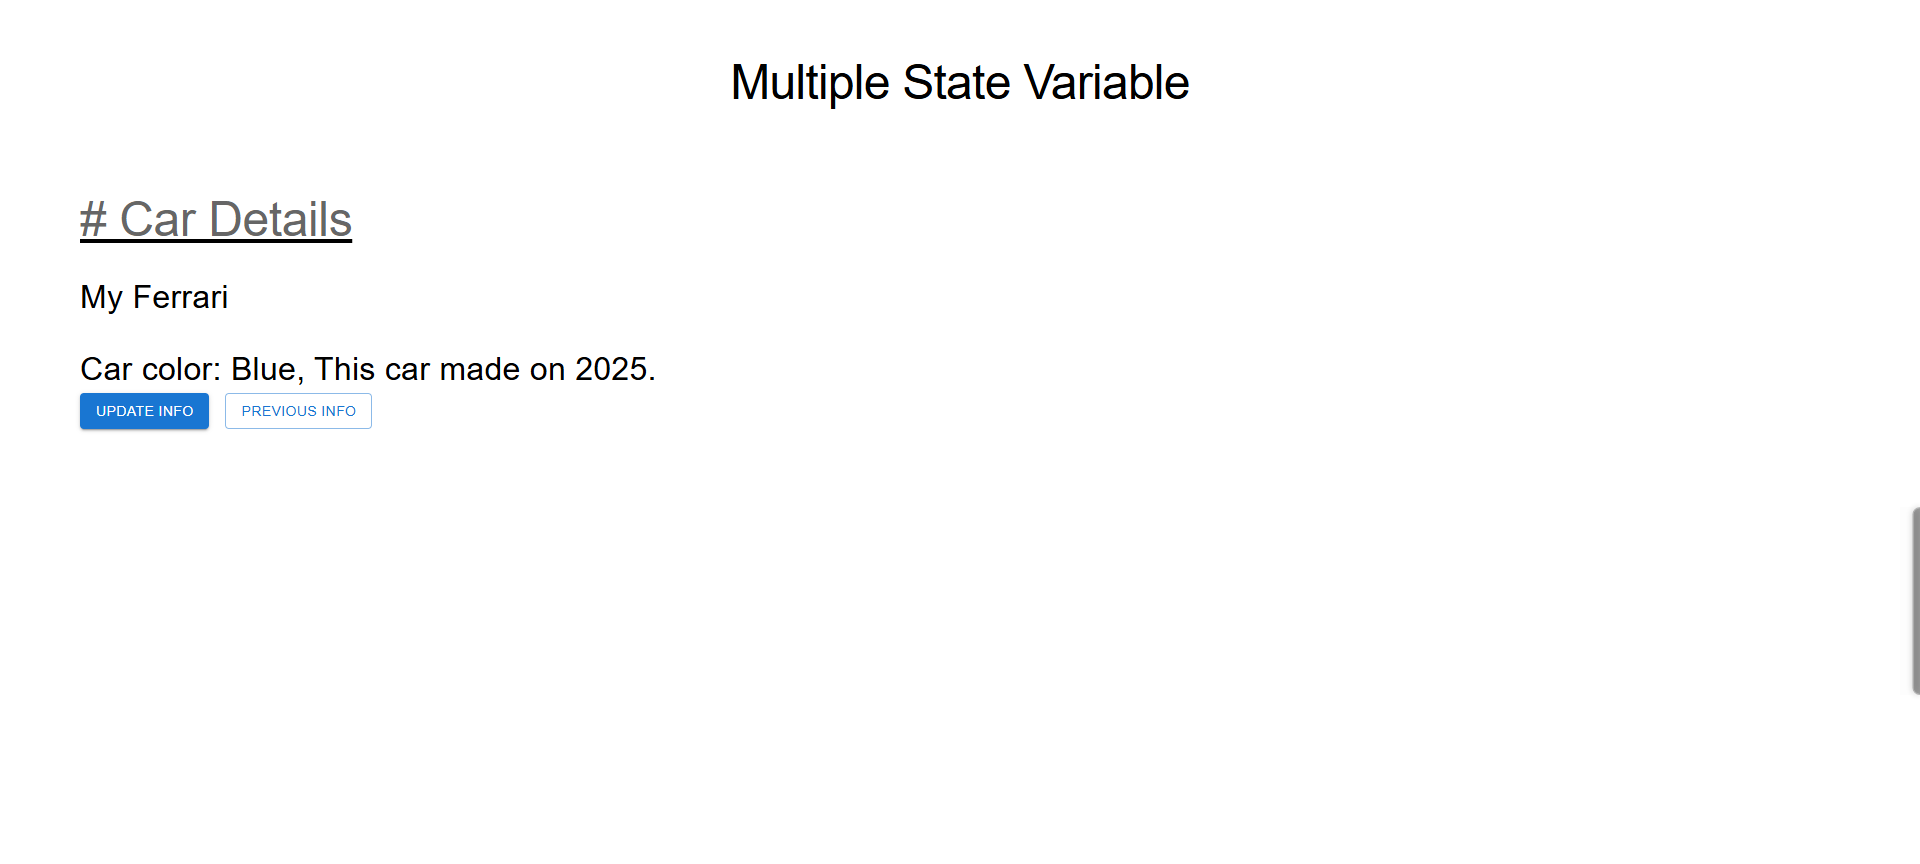 Multiple State Variable
# Car Details
My Ferrari
Car color: Blue, This car made on 2025.
UPDATE INFO PREVIOUS INFO